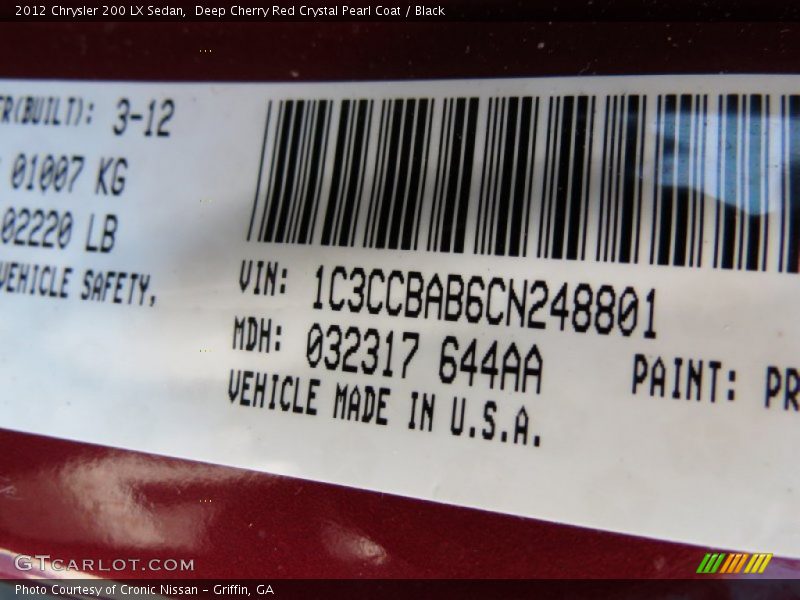 2012 Chrysler 200 LX Sedan,  Deep Cherry Red Crystal Pearl Coat / Black
R(BUILT): 3-12
01007 KG
02220 LB
VEHICLE SAFETY,
VIN: 1C3CCBAB6CN248801
MDH: 032317 644AA
PAINT: PR
VEHICLE MADE IN U.S.A.
GTCARLOT.COM
Photo Courtesy of Cronic Nissan - Griffin, GA